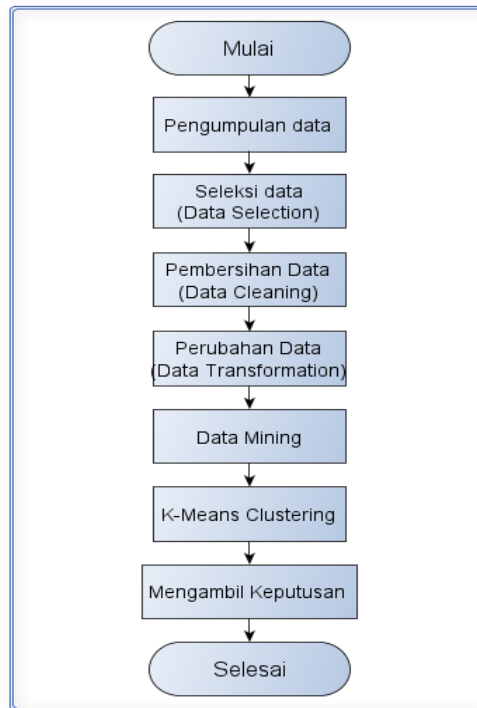 Mulai
Pengumpulan data
Seleksi data
(Data Selection)
Pembersihan Data
(Data Cleaning)
Perubahan Data
(Data Transformation)
Data Mining
K-Means Clustering
Mengambil Keputusan
Selesai